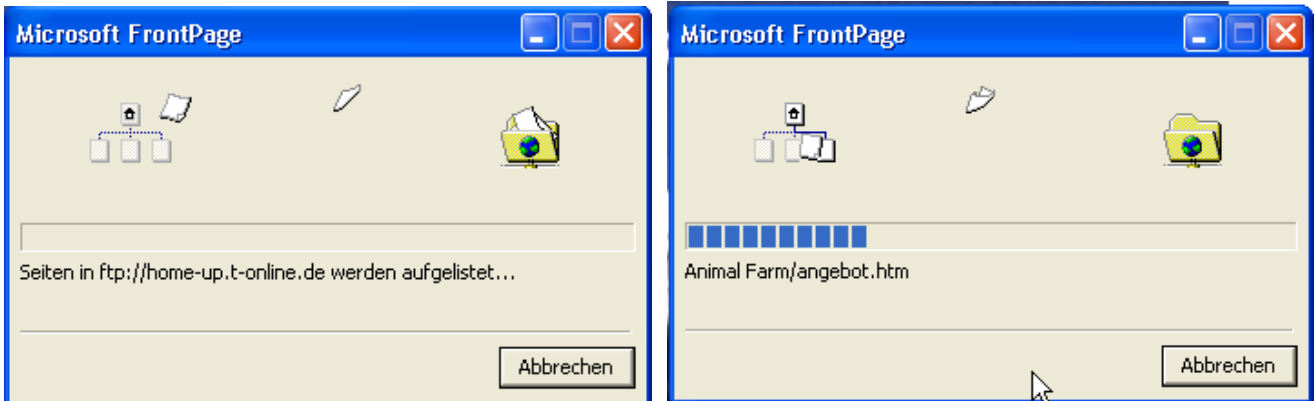 Microsoft FrontPage
Seiten in ftp://home-up.t-online.de werden aufgelistet...
Abbrechen
Microsoft FrontPage
Animal Farm/angebot.htm
Abbrechen